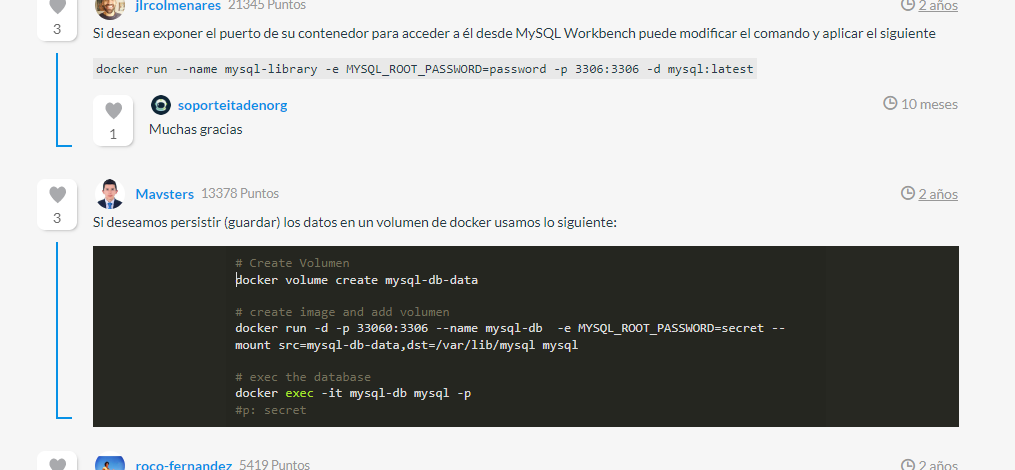 jlrcolmenares 21345 Puntos 2 años
3
Si desean exponer el puerto de su contenedor para acceder a él desde MySQL Workbench puede modificar el comando y aplicar el siguiente
docker run --name mysql-library -e MYSQL_ROOT_PASSWORD=password -p 3306:3306 -d mysql:latest
soporteitadenorg 10 meses
1
Muchas gracias
Mavsters 13378 Puntos 2 años
3
Si deseamos persistir (guardar) los datos en un volumen de docker usamos lo siguiente:
# Create Volumen
docker volume create mysql-db-data
# create image and add volumen
docker run -d -p 33060:3306 --name mysql-db  -e MYSQL_ROOT_PASSWORD=secret --
mount src=mysql-db-data,dst=/var/lib/mysql mysql
# exec the database
docker exec -it mysql-db mysql -p
#p: secret
roco-fernandez 5419 Puntos 2 años